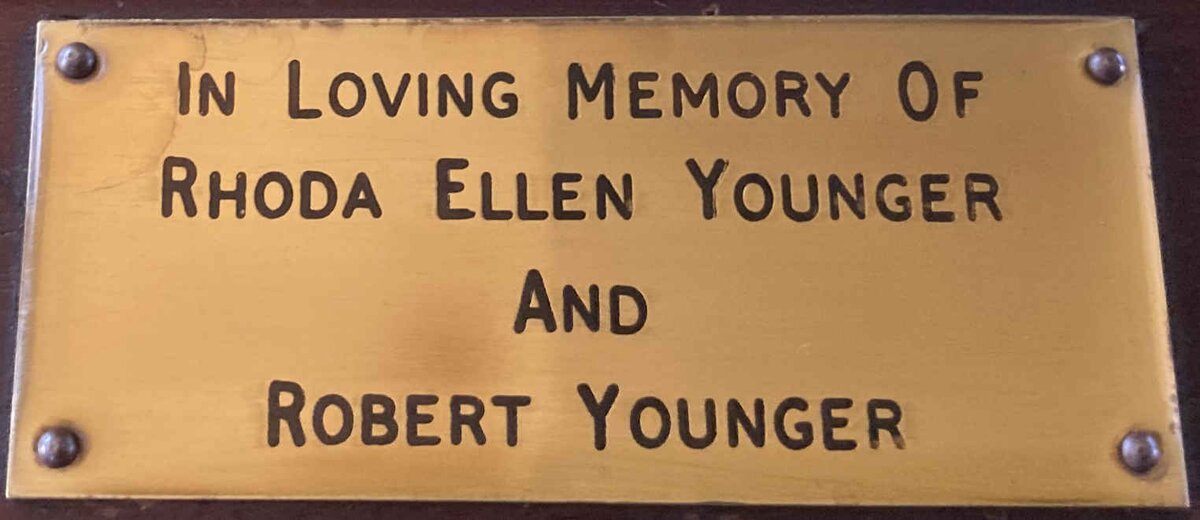 In Loving Memory Of
Rhoda Ellen Younger
And
Robert Younger